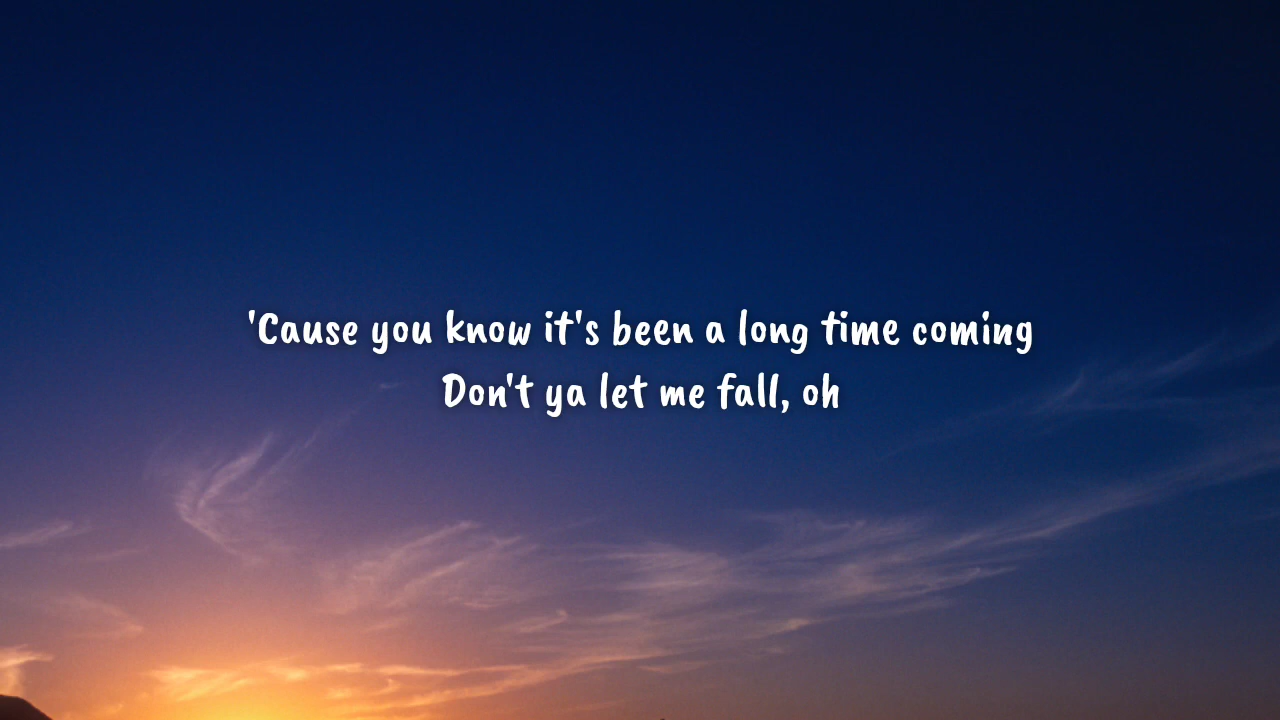 'Cause you know it's been a long time coming
Don't ya let me fall, oh